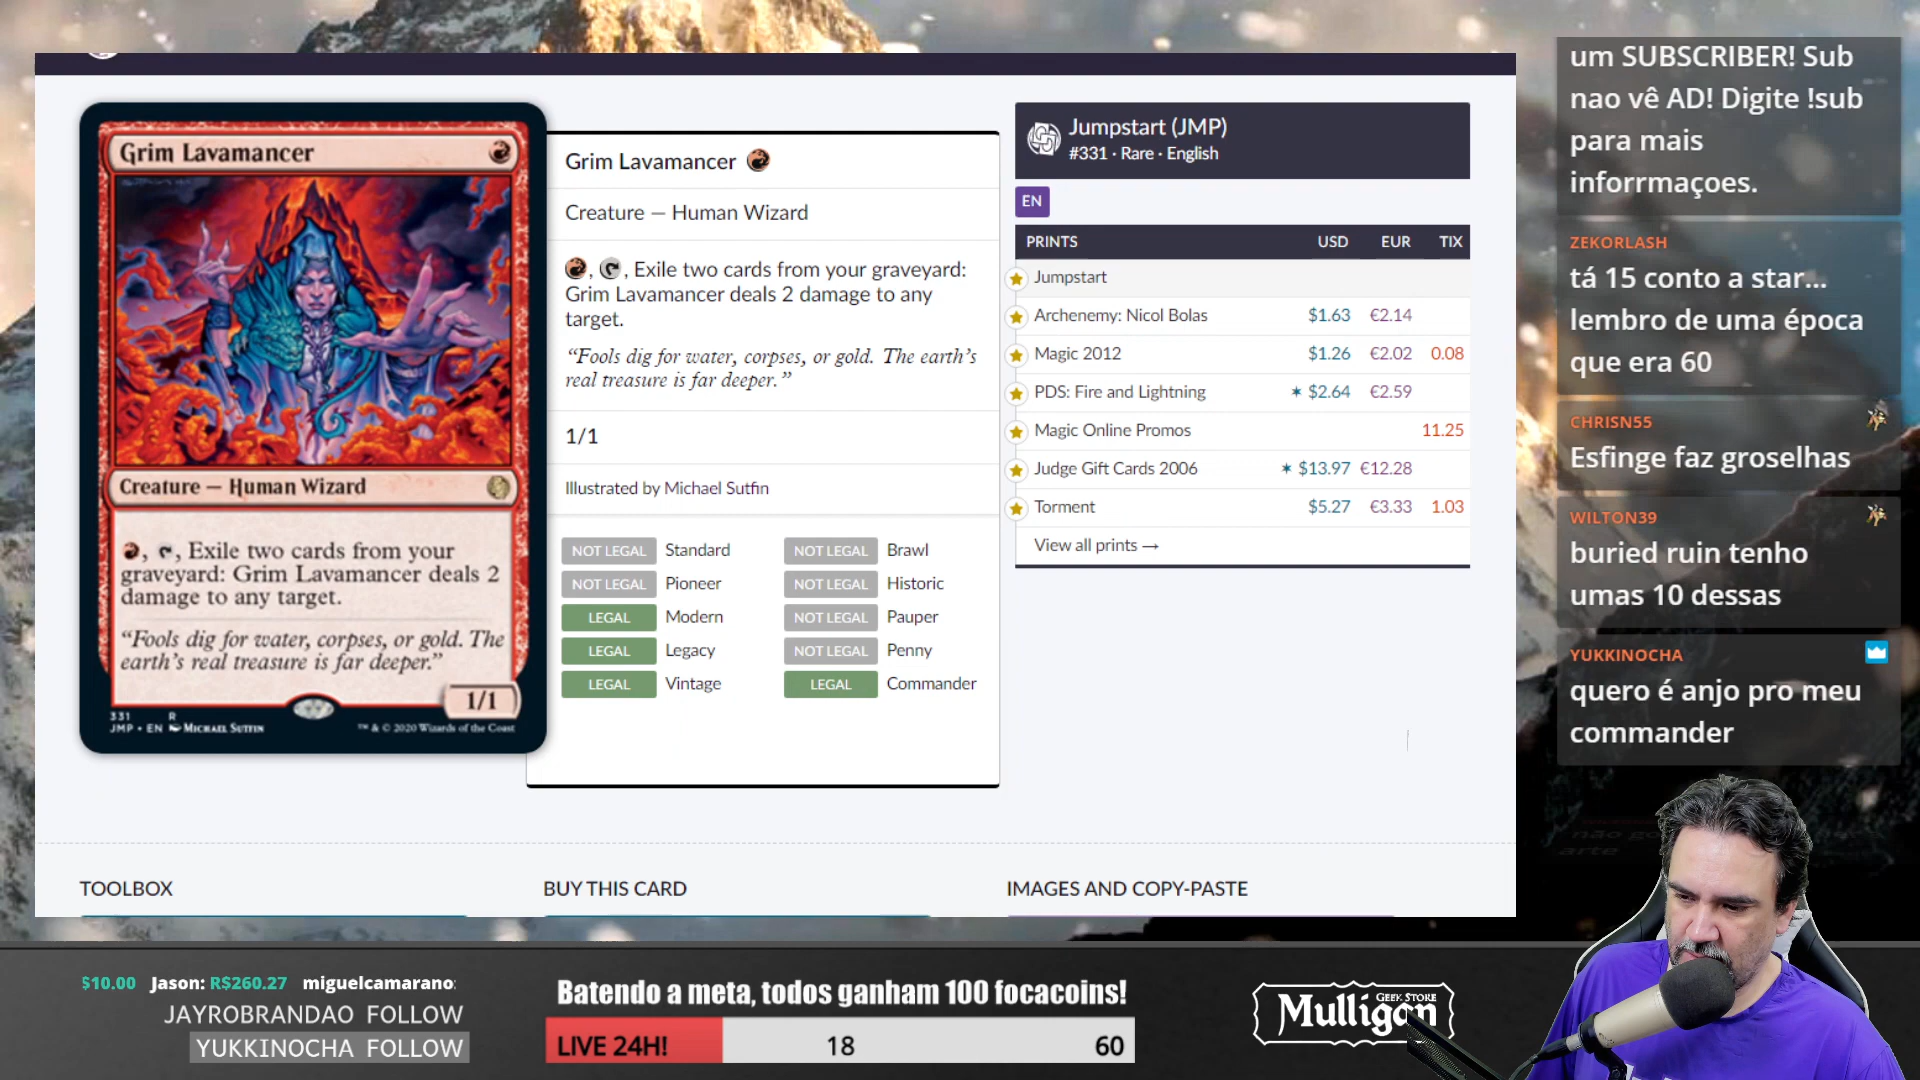 Grim Lavamancer
Creature — Human Wizard
, , Exile two cards from your
graveyard: Grim Lavamancer deals 2
damage to any target.
“Fools dig for water, corpses, or gold. The
earth’s real treasure is far deeper.”
1/1
331 R
JMP • EN MICHAEL SUTFIN
™ & © 2020 Wizards of the Coast
Grim Lavamancer
Creature — Human Wizard
, , Exile two cards from your graveyard:
Grim Lavamancer deals 2 damage to any
target.
“Fools dig for water, corpses, or gold. The earth’s
real treasure is far deeper.”
1/1
Illustrated by Michael Sutfin
NOT LEGAL Standard NOT LEGAL Brawl
NOT LEGAL Pioneer NOT LEGAL Historic
LEGAL Modern NOT LEGAL Pauper
LEGAL Legacy NOT LEGAL Penny
LEGAL Vintage LEGAL Commander
Jumpstart (JMP)
#331 · Rare · English
EN
PRINTS USD EUR TIX
Jumpstart
Archenemy: Nicol Bolas $1.63 €2.14
Magic 2012 $1.26 €2.02 0.08
PDS: Fire and Lightning ✶ $2.64 €2.59
Magic Online Promos 11.25
Judge Gift Cards 2006 ✶ $13.97 €12.28
Torment $5.27 €3.33 1.03
View all prints →
TOOLBOX
BUY THIS CARD
IMAGES AND COPY-PASTE
um SUBSCRIBER! Sub
nao vê AD! Digite !sub
para mais
inforrmaçoes.
ZEKORLASH
tá 15 conto a star...
lembro de uma época
que era 60
CHRISN55
Esfinge faz groselhas
WILTON39
buried ruin tenho
umas 10 dessas
YUKKINOCHA
quero é anjo pro meu
commander
$10.00 Jason: R$260.27 miguelcamarano:
JAYROBRANDAO FOLLOW
YUKKINOCHA FOLLOW
Batendo a meta, todos ganham 100 focacoins!
LIVE 24H! 18 60
Mulligan
GEEK STORE